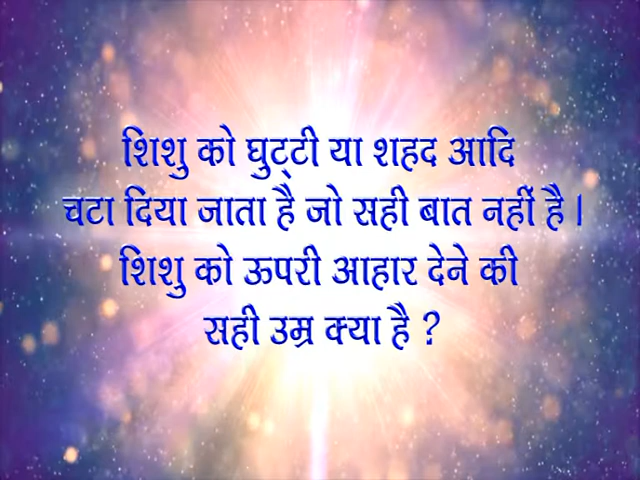 शिशु को घुट्टी या शहद आदि
चटा दिया जाता है जो सही बात नहीं है।
शिशु को ऊपरी आहार देने की
सही उम्र क्या है ?